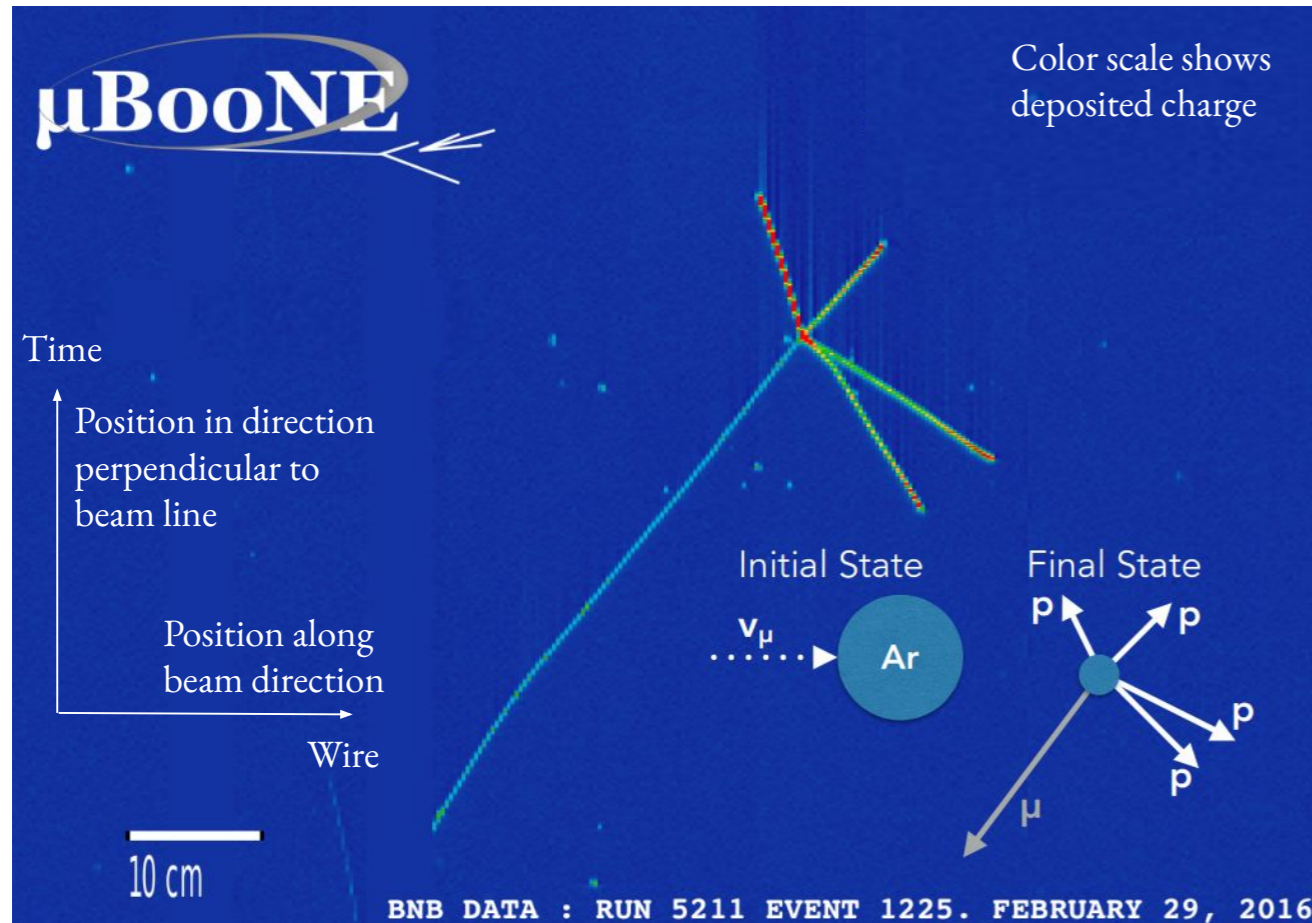 µBooNE
Color scale shows
deposited charge
Time
Position in direction
perpendicular to
beam line
Position along
beam direction
Wire
10 cm
Initial State
νμ
Ar
Final State
p
p
p
p
μ
BNB DATA : RUN 5211 EVENT 1225. FEBRUARY 29, 2016